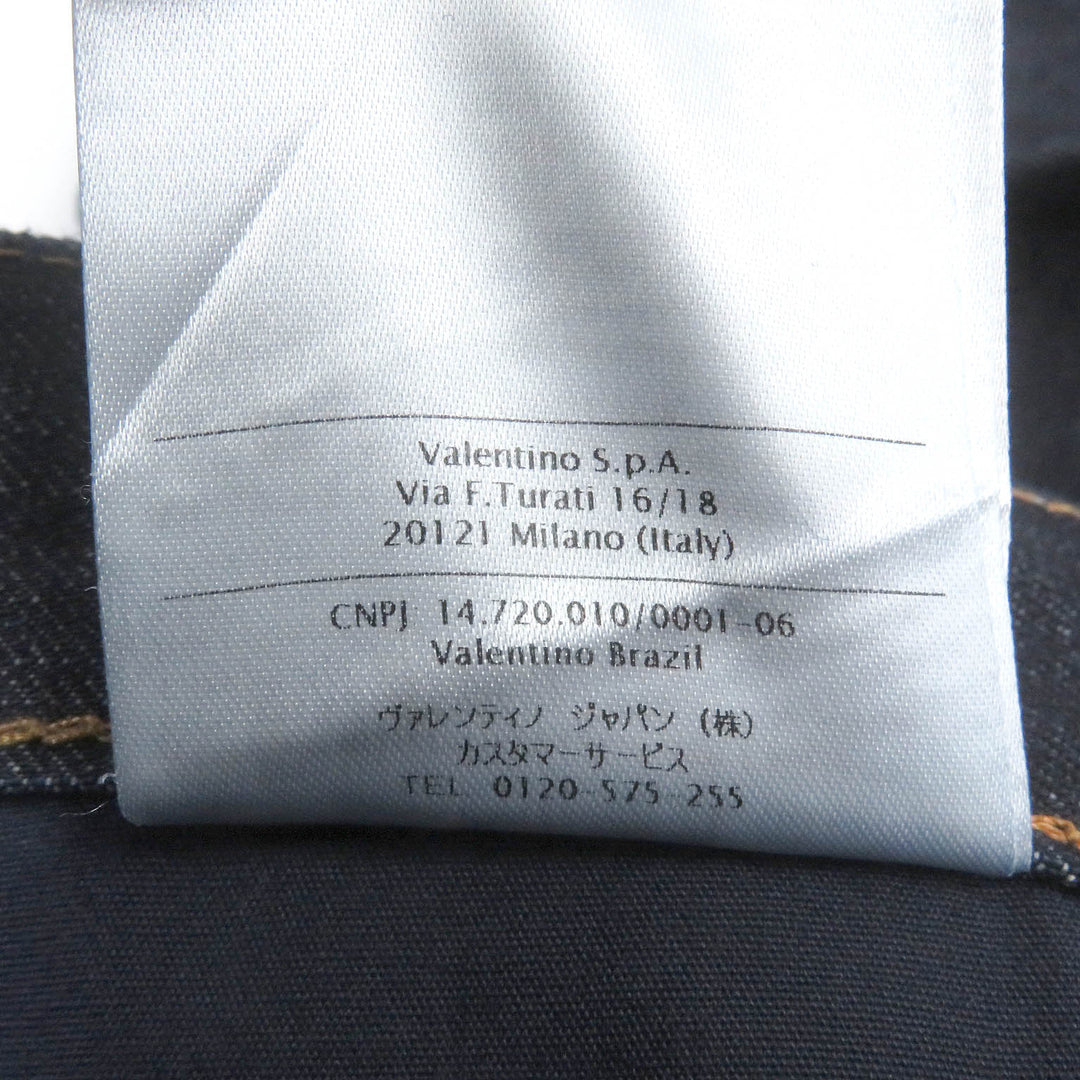 Valentino S.p.A.
Via F.Turati 16/18
20121 Milano (Italy)
CNPJ 14.720.010/0001-06
Valentino Brazil
ヴァレンティノ ジャパン (株)
カスタマーサービス
TEL 0120-575-255